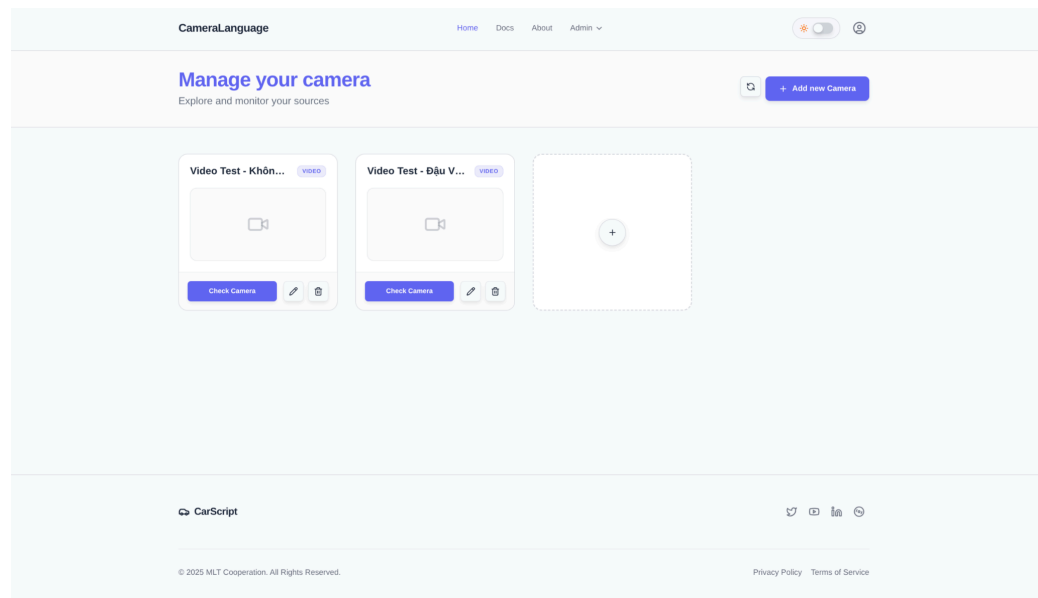 CameraLanguage
Home Docs About Admin
Manage your camera
Explore and monitor your sources
+ Add new Camera
Video Test - Khôn... VIDEO
Video Test - Đậu V... VIDEO
Check Camera
Check Camera
CarScript
© 2025 MLT Cooperation. All Rights Reserved.
Privacy Policy Terms of Service